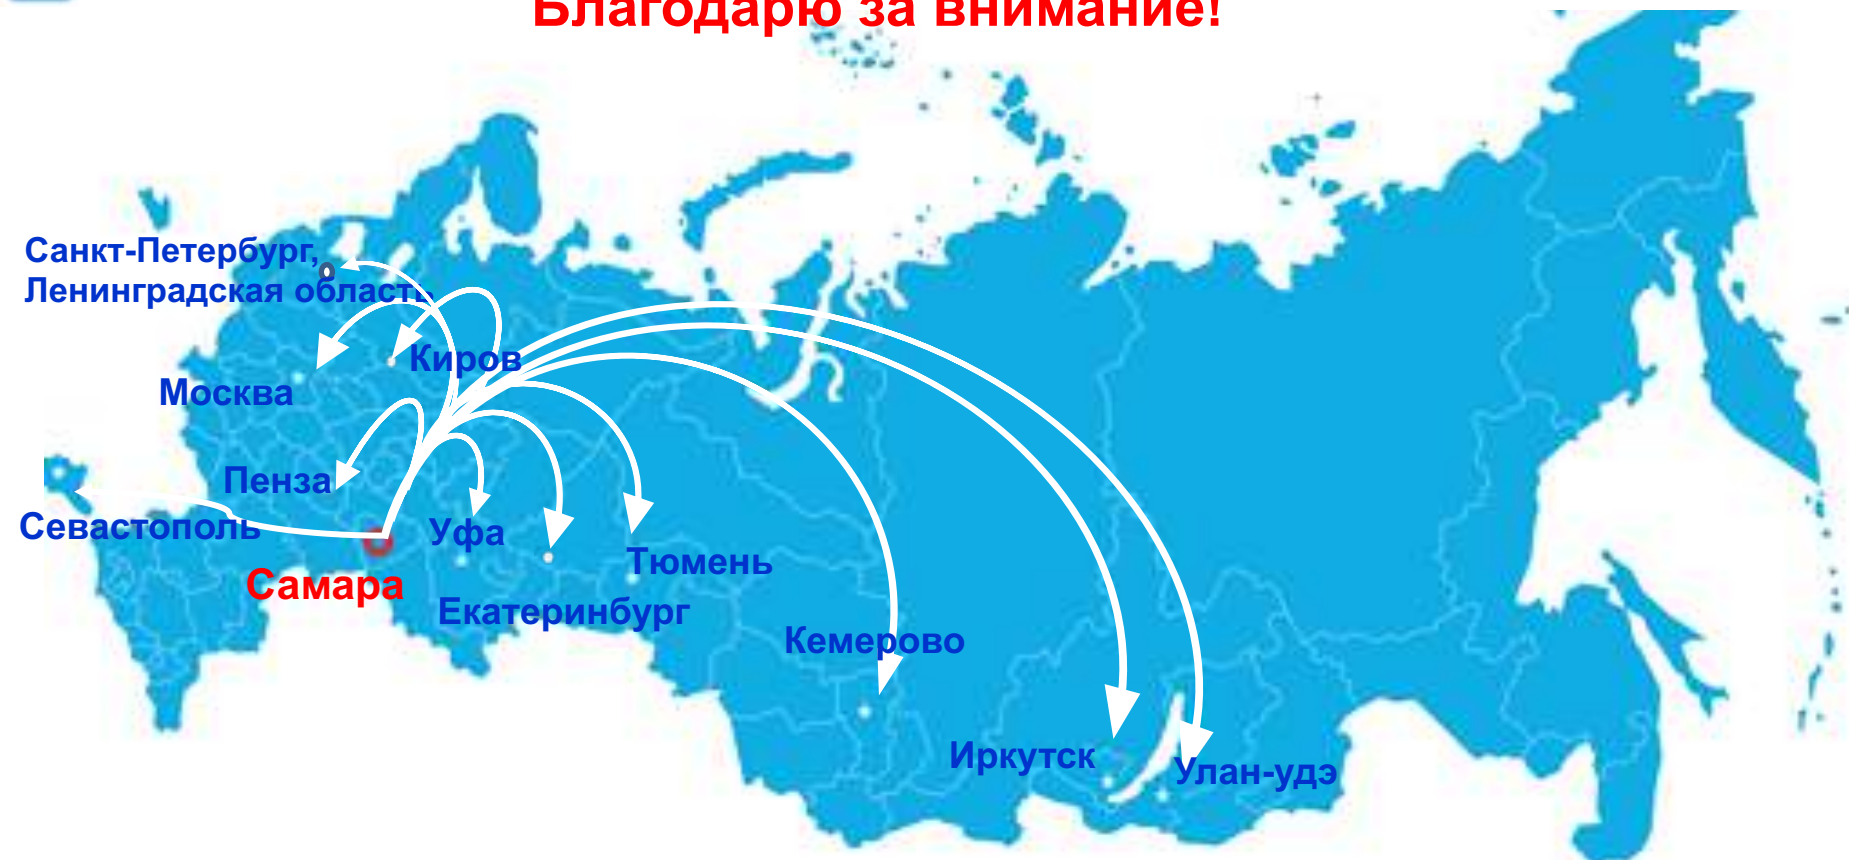 Благодарю за внимание!
Санкт-Петербург,
Ленинградская область
Киров
Москва
Пенза
Севастополь
Уфа
Тюмень
Самара
Екатеринбург
Кемерово
Иркутск
Улан-удэ